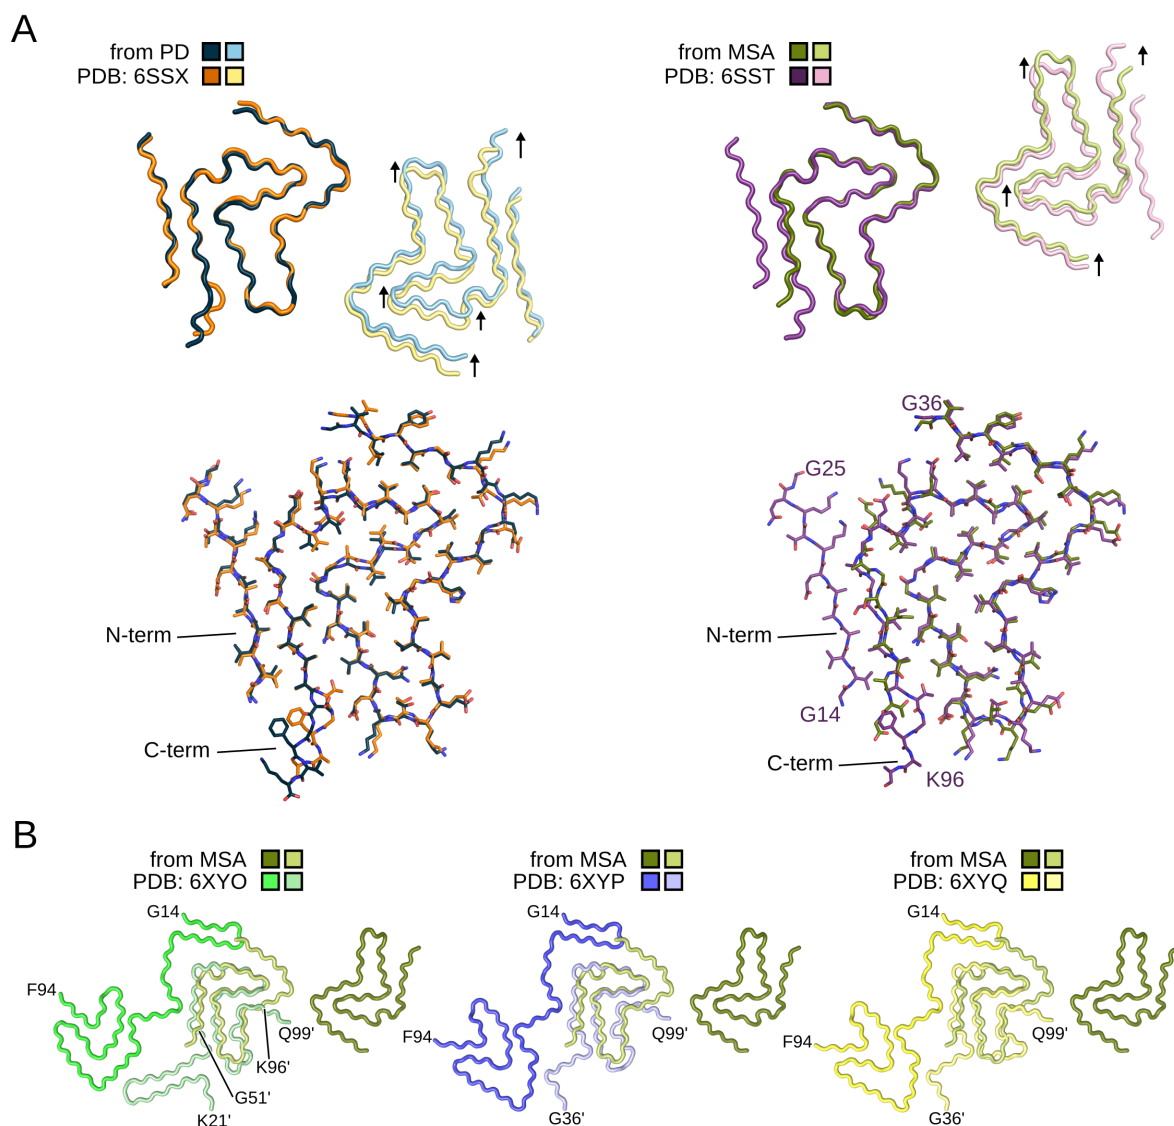 A
from PD
PDB: 6SSX
from MSA
PDB: 6SST
G36
G25
N-term
G14
C-term
K96
N-term
C-term
B
from MSA
PDB: 6XYO
G14
F94
Q99'
K96'
G51'
K21'
from MSA
PDB: 6XYP
G14
F94
Q99'
G36'
from MSA
PDB: 6XYQ
G14
F94
Q99'
G36'